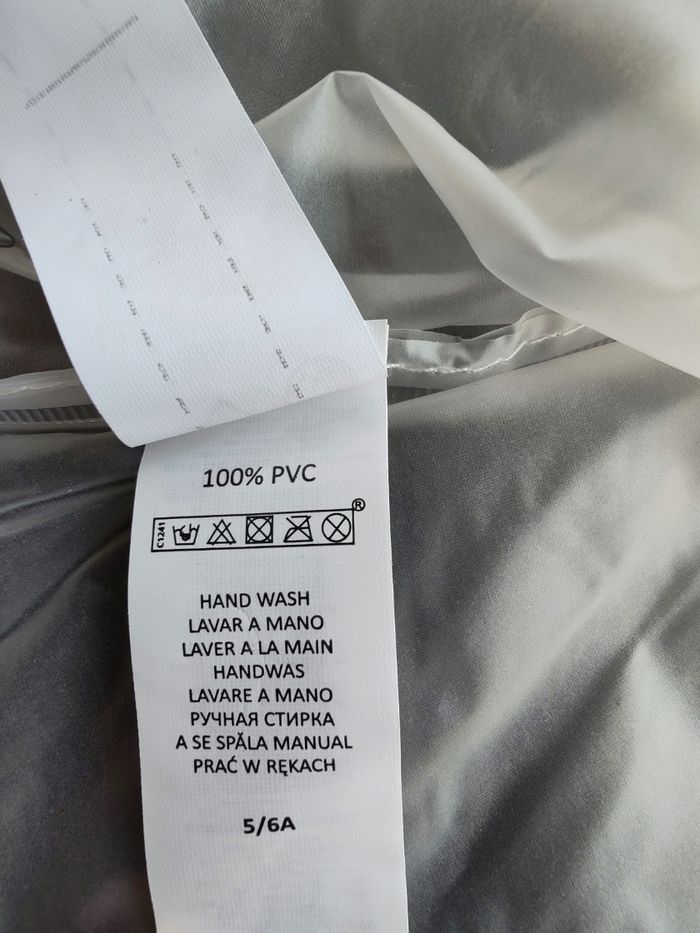 100% PVC
®
C1241
HAND WASH
LAVAR A MANO
LAVER A LA MAIN
HANDWAS
LAVARE A MANO
РУЧНАЯ СТИРКА
A SE SPĂLA MANUAL
PRAĆ W RĘKACH
5/6A